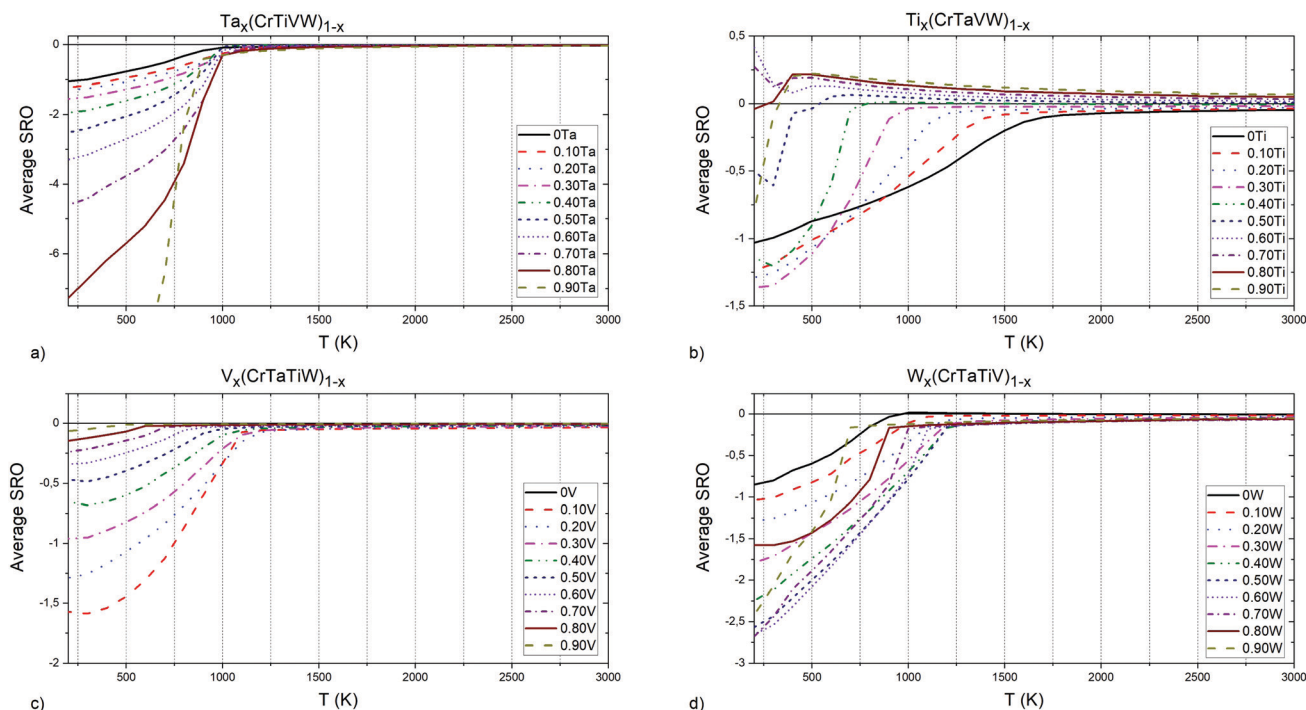 Ta_x(CrTiVW)_1-x
Average SRO
0
-2
-4
-6
0Ta
0.10Ta
0.20Ta
0.30Ta
0.40Ta
0.50Ta
0.60Ta
0.70Ta
0.80Ta
0.90Ta
500 1000 1500 2000 2500 3000
T (K)
a)
Ti_x(CrTaVW)_1-x
Average SRO
0,5
0
-0,5
-1
-1,5
0Ti
0.10Ti
0.20Ti
0.30Ti
0.40Ti
0.50Ti
0.60Ti
0.70Ti
0.80Ti
0.90Ti
500 1000 1500 2000 2500 3000
T (K)
b)
V_x(CrTaTiW)_1-x
Average SRO
0
-0,5
-1
-1,5
-2
0V
0.10V
0.20V
0.30V
0.40V
0.50V
0.60V
0.70V
0.80V
0.90V
500 1000 1500 2000 2500 3000
T (K)
c)
W_x(CrTaTiV)_1-x
Average SRO
0
-0,5
-1
-1,5
-2
-2,5
-3
0W
0.10W
0.20W
0.30W
0.40W
0.50W
0.60W
0.70W
0.80W
0.90W
500 1000 1500 2000 2500 3000
T (K)
d)